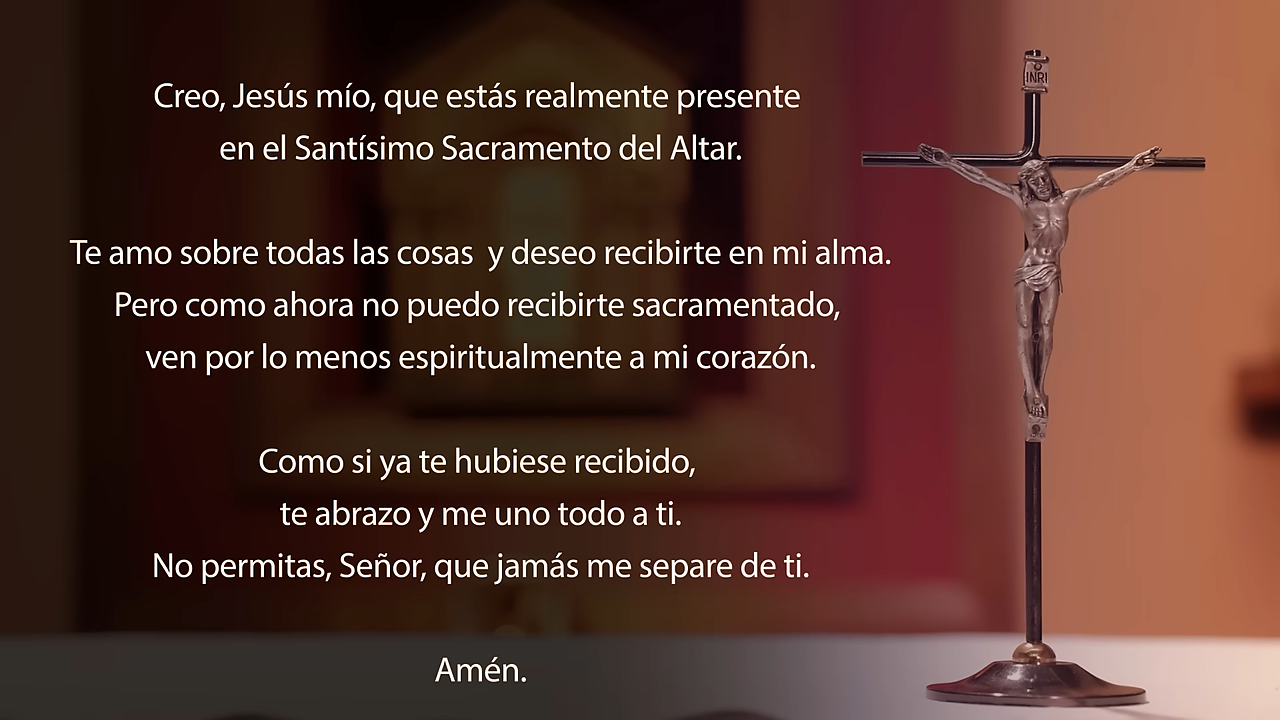 Creo, Jesús mío, que estás realmente presente
en el Santísimo Sacramento del Altar.
Te amo sobre todas las cosas  y deseo recibirte en mi alma.
Pero como ahora no puedo recibirte sacramentado,
ven por lo menos espiritualmente a mi corazón.
Como si ya te hubiese recibido,
te abrazo y me uno todo a ti.
No permitas, Señor, que jamás me separe de ti.
Amén.
INRI